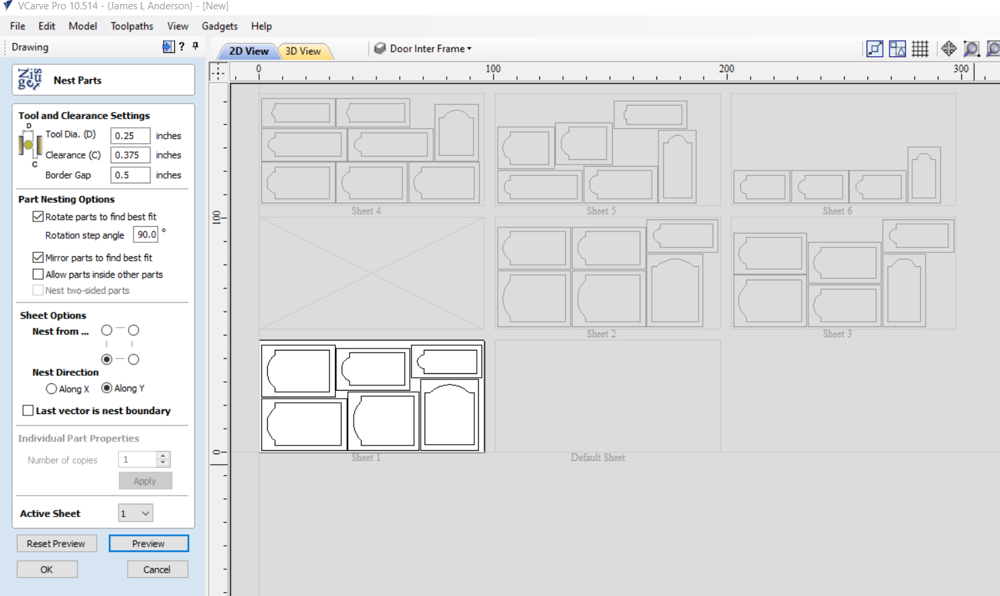 VCarve Pro 10.514 - {James L Anderson} - [New]
File Edit Model Toolpaths View Gadgets Help
Drawing ?
2D View 3D View Door Inter Frame
Nest Parts
Tool and Clearance Settings
D
Tool Dia. (D) 0.25 inches
Clearance (C) 0.375 inches
C
Border Gap 0.5 inches
Part Nesting Options
Rotate parts to find best fit
Rotation step angle 90.0 °
Mirror parts to find best fit
Allow parts inside other parts
Nest two-sided parts
Sheet Options
Nest from ...
Nest Direction
Along X Along Y
Last vector is nest boundary
Individual Part Properties
Number of copies 1
Apply
Active Sheet 1
Reset Preview Preview
OK Cancel
0 100 200 300
100
0
Sheet 4 Sheet 5 Sheet 6
Sheet 2 Sheet 3
Sheet 1 Default Sheet